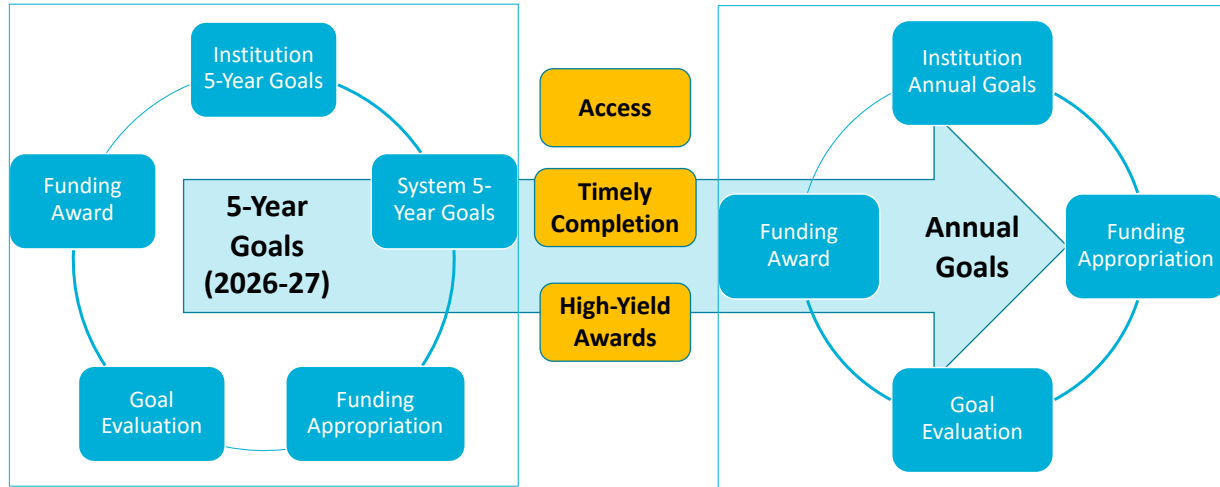 Institution
5-Year Goals
System 5-
Year Goals
Funding
Appropriation
Goal
Evaluation
Funding
Award
5-Year
Goals
(2026-27)
Access
Timely
Completion
High-Yield
Awards
Annual
Goals
Institution
Annual Goals
Funding
Appropriation
Goal
Evaluation
Funding
Award